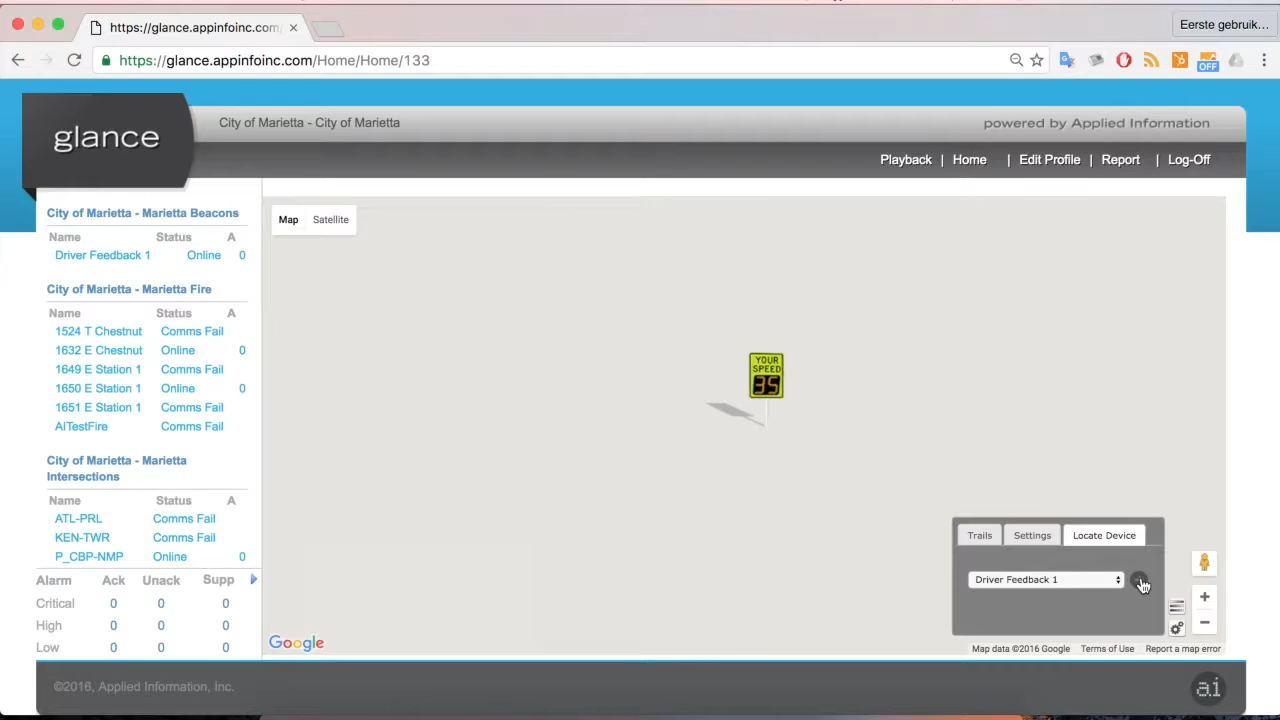 https://glance.appinfoinc.com
Eerste gebruik...
https://glance.appinfoinc.com/Home/Home/133
OFF
glance
City of Marietta - City of Marietta
powered by Applied Information
Playback | Home | Edit Profile | Report | Log-Off
City of Marietta - Marietta Beacons
Name Status A
Driver Feedback 1 Online 0
City of Marietta - Marietta Fire
Name Status A
1524 T Chestnut Comms Fail
1632 E Chestnut Online 0
1649 E Station 1 Comms Fail
1650 E Station 1 Online 0
1651 E Station 1 Comms Fail
AITestFire Comms Fail
City of Marietta - Marietta
Intersections
Name Status A
ATL-PRL Comms Fail
KEN-TWR Comms Fail
P_CBP-NMP Online 0
Alarm Ack Unack Supp
Critical 0 0 0
High 0 0 0
Low 0 0 0
Map Satellite
YOUR
SPEED
35
Trails Settings Locate Device
Driver Feedback 1
Google
Map data ©2016 Google Terms of Use Report a map error
©2016, Applied Information, Inc.
ai